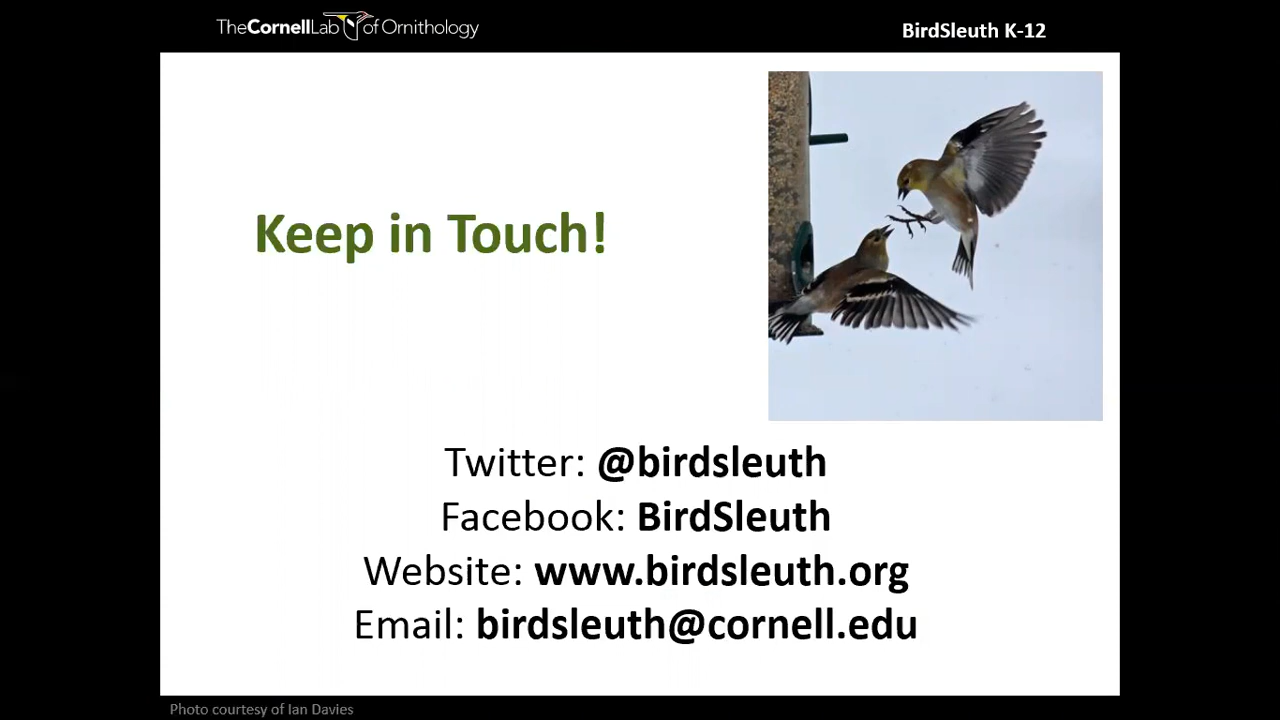 TheCornellLab of Ornithology
BirdSleuth K-12
Keep in Touch!
Twitter: @birdsleuth
Facebook: BirdSleuth
Website: www.birdsleuth.org
Email: birdsleuth@cornell.edu
Photo courtesy of Ian Davies